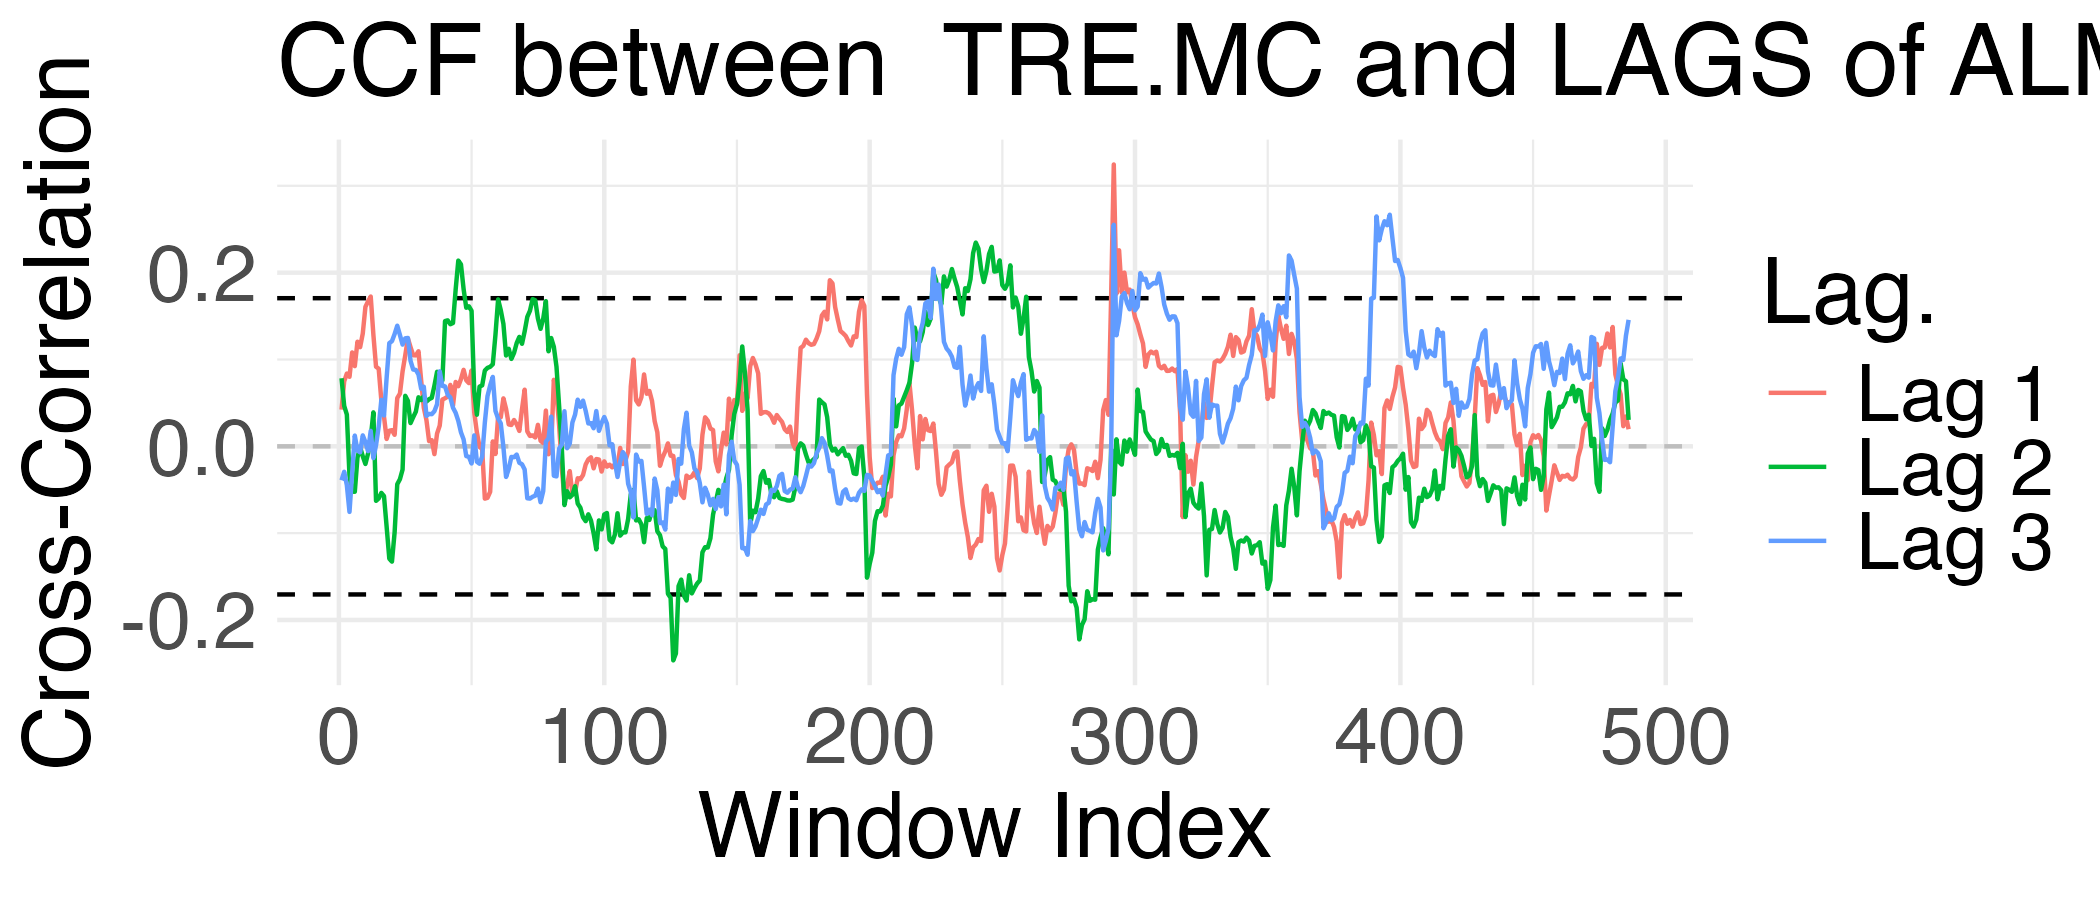 CCF between TRE.MC and LAGS of ALM
Cross-Correlation
0.2
0.0
-0.2
0 100 200 300 400 500
Window Index
Lag.
Lag 1
Lag 2
Lag 3